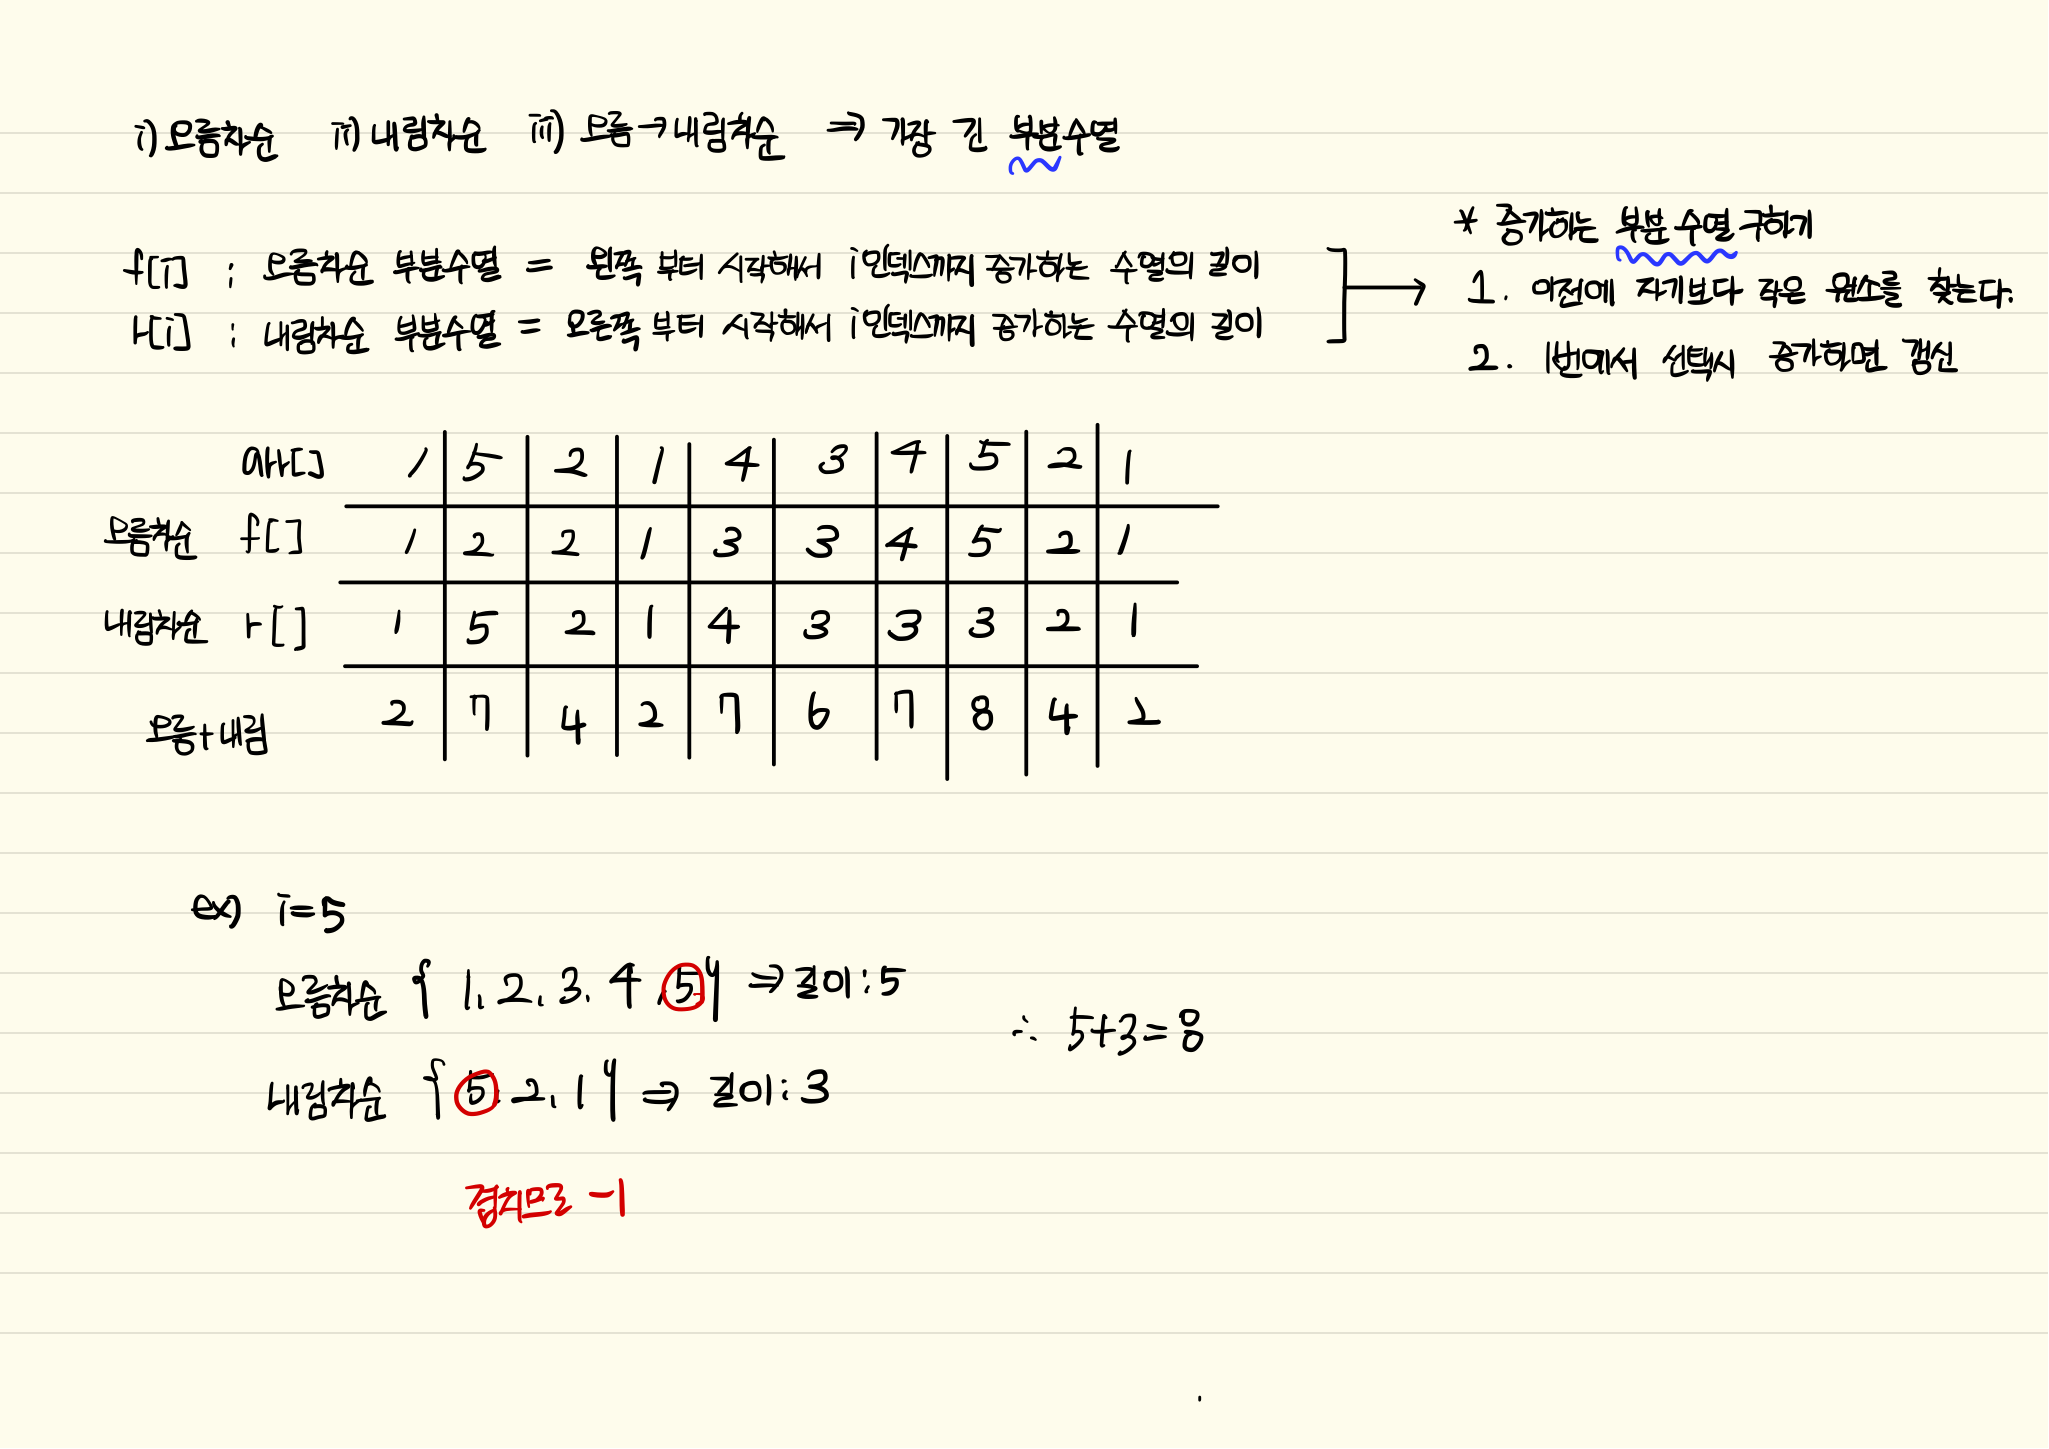 i) 오름차순 ii) 내림차순 iii) 오름→내림차순 ⇒ 가장 긴 부분수열
f[i] ; 오름차순 부분수열 = 왼쪽 부터 시작해서 i인덱스까지 증가하는 수열의 길이
r[i] ; 내림차순 부분수열 = 오른쪽 부터 시작해서 i인덱스까지 증가하는 수열의 길이
* 증가하는 부분 수열 구하기
1. 이전에 자기보다 작은 원소를 찾는다.
2. 1번에서 선택시 증가하면 갱신
arr[] 1 5 2 1 4 3 4 5 2 1
오름차순 f[] 1 2 2 1 3 3 4 5 2 1
내림차순 r[] 1 5 2 1 4 3 3 3 2 1
오름+내림 2 7 4 2 7 6 7 8 4 2
ex) i=5
오름차순 { 1, 2, 3, 4, 5 } ⇒ 길이:5
내림차순 { 5, 2, 1 } ⇒ 길이:3
∴ 5+3=8
겹치므로 -1